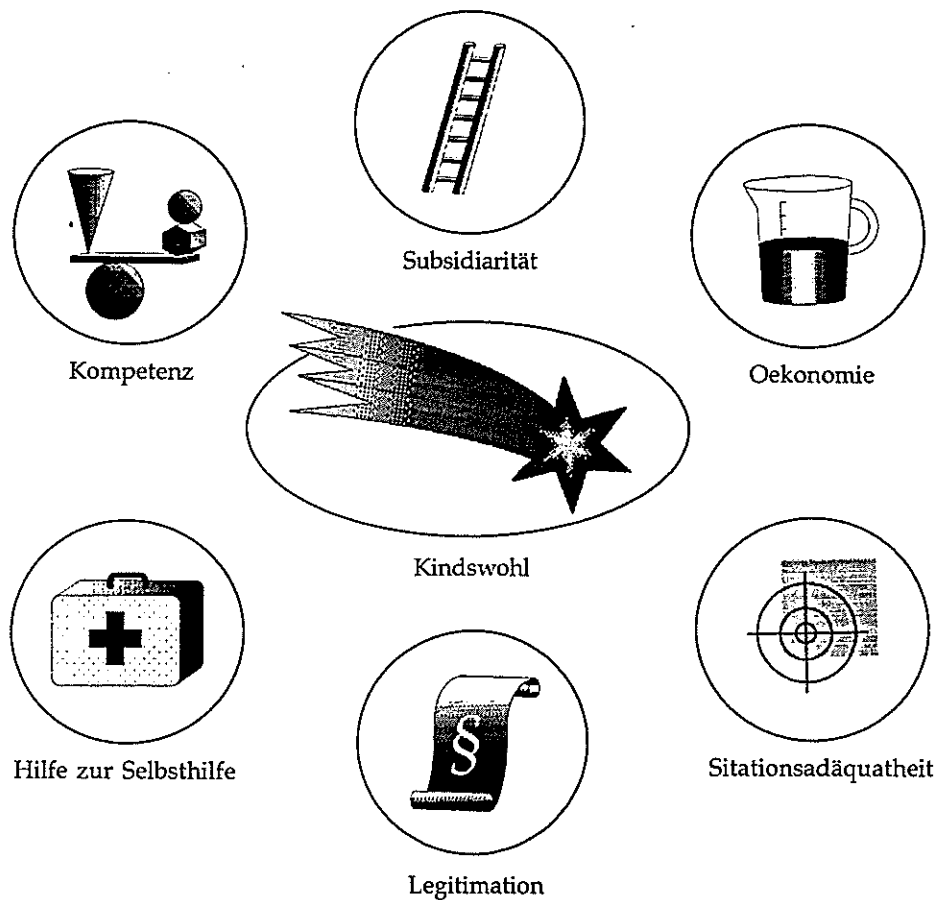 Subsidiarität
Kompetenz
Oekonomie
Kindswohl
Hilfe zur Selbsthilfe
§
Sitationsadäquatheit
Legitimation